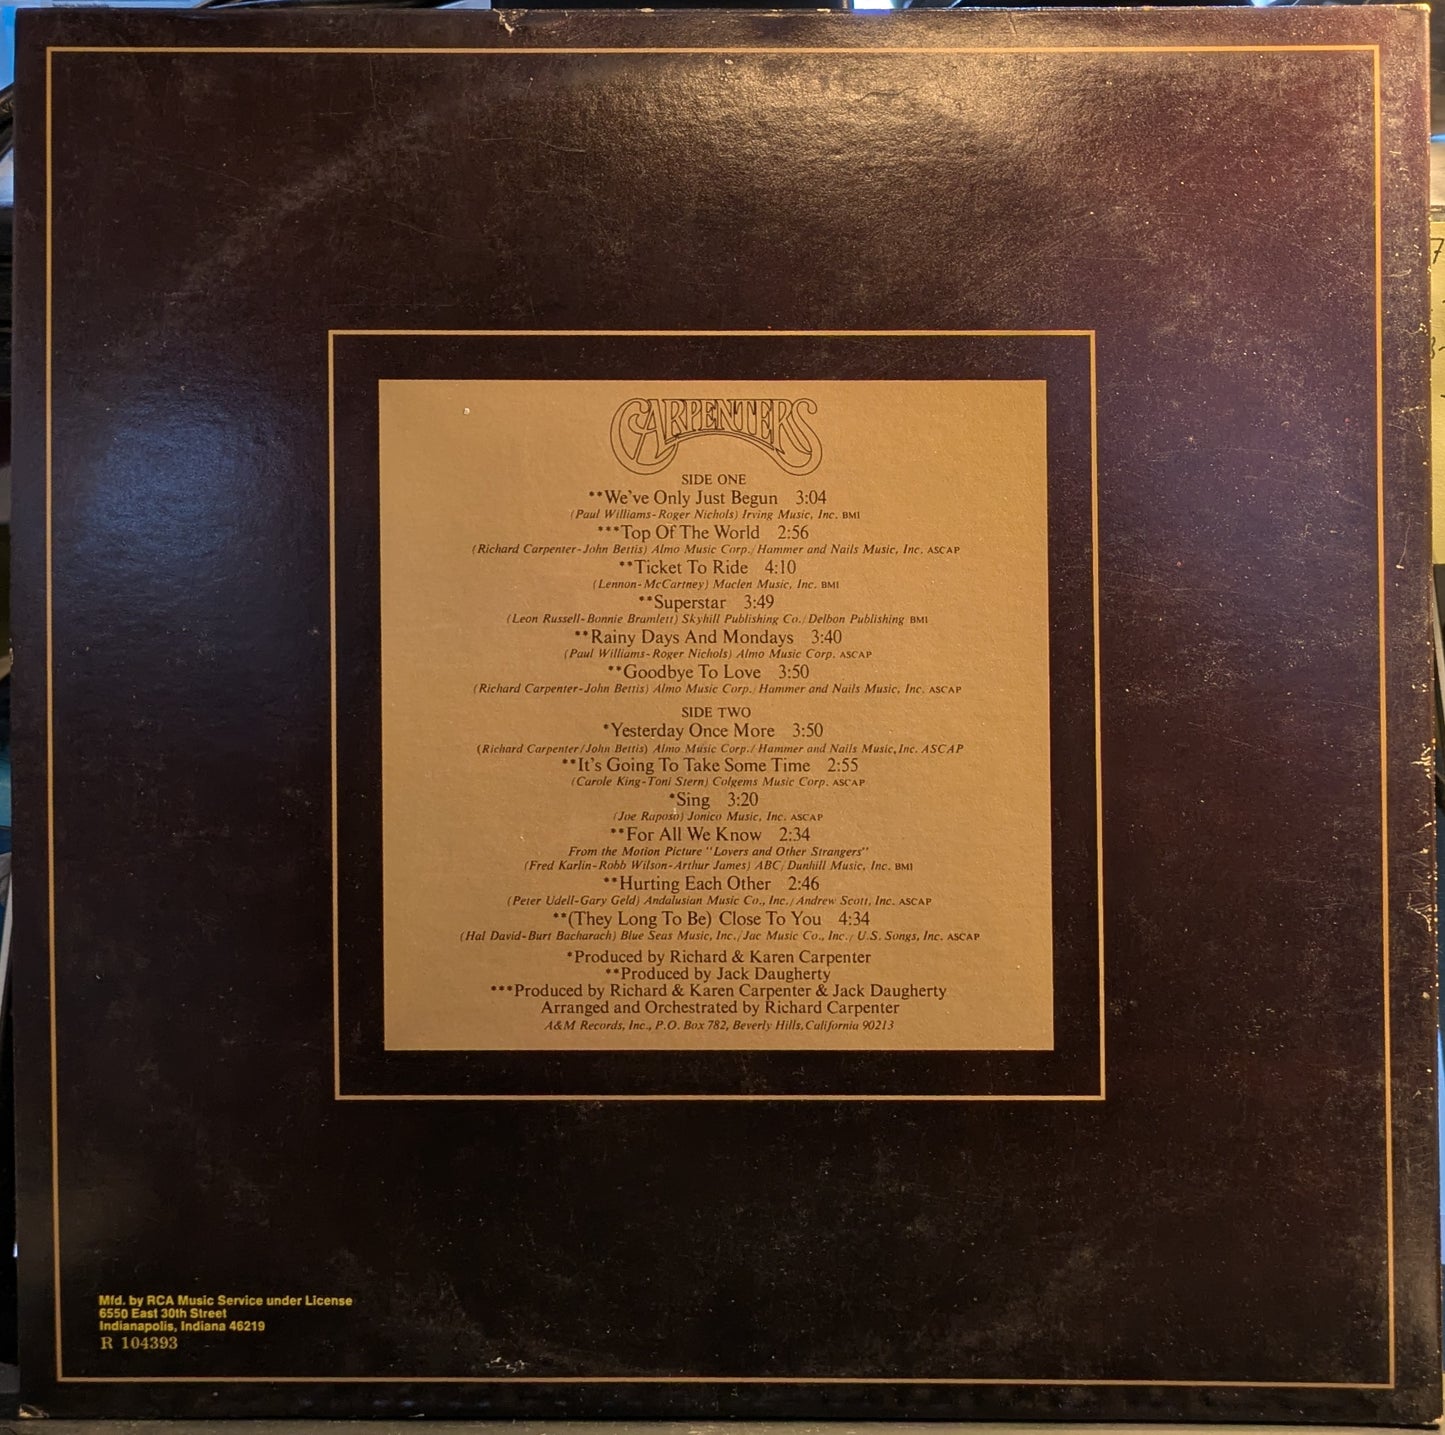 CARPENTERS
SIDE ONE
**We've Only Just Begun 3:04
(Paul Williams-Roger Nichols) Irving Music, Inc. BMI
***Top Of The World 2:56
(Richard Carpenter-John Bettis) Almo Music Corp./Hammer and Nails Music, Inc. ASCAP
**Ticket To Ride 4:10
(Lennon-McCartney) Maclen Music, Inc. BMI
**Superstar 3:49
(Leon Russell-Bonnie Bramlett) Skyhill Publishing Co./Delbon Publishing BMI
**Rainy Days And Mondays 3:40
(Paul Williams-Roger Nichols) Almo Music Corp. ASCAP
**Goodbye To Love 3:50
(Richard Carpenter-John Bettis) Almo Music Corp./Hammer and Nails Music, Inc. ASCAP
SIDE TWO
*Yesterday Once More 3:50
(Richard Carpenter/John Bettis) Almo Music Corp./Hammer and Nails Music, Inc. ASCAP
**It's Going To Take Some Time 2:55
(Carole King-Toni Stern) Colgems Music Corp. ASCAP
*Sing 3:20
(Joe Raposo) Jonico Music, Inc. ASCAP
**For All We Know 2:34
From the Motion Picture "Lovers and Other Strangers"
(Fred Karlin-Robb Wilson-Arthur James) ABC/Dunhill Music, Inc. BMI
**Hurting Each Other 2:46
(Peter Udell-Gary Geld) Andalusian Music Co., Inc./Andrew Scott, Inc. ASCAP
**(They Long To Be) Close To You 4:34
(Hal David-Burt Bacharach) Blue Seas Music, Inc./Jac Music Co., Inc./U.S. Songs, Inc. ASCAP
*Produced by Richard & Karen Carpenter
**Produced by Jack Daugherty
***Produced by Richard & Karen Carpenter & Jack Daugherty
Arranged and Orchestrated by Richard Carpenter
A&M Records, Inc., P.O. Box 782, Beverly Hills, California 90213
Mfd. by RCA Music Service under License
6550 East 30th Street
Indianapolis, Indiana 46219
R 104393